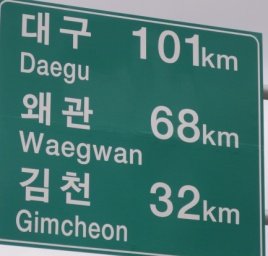 대구 101km
Daegu
왜관 68km
Waegwan
김천 32km
Gimcheon